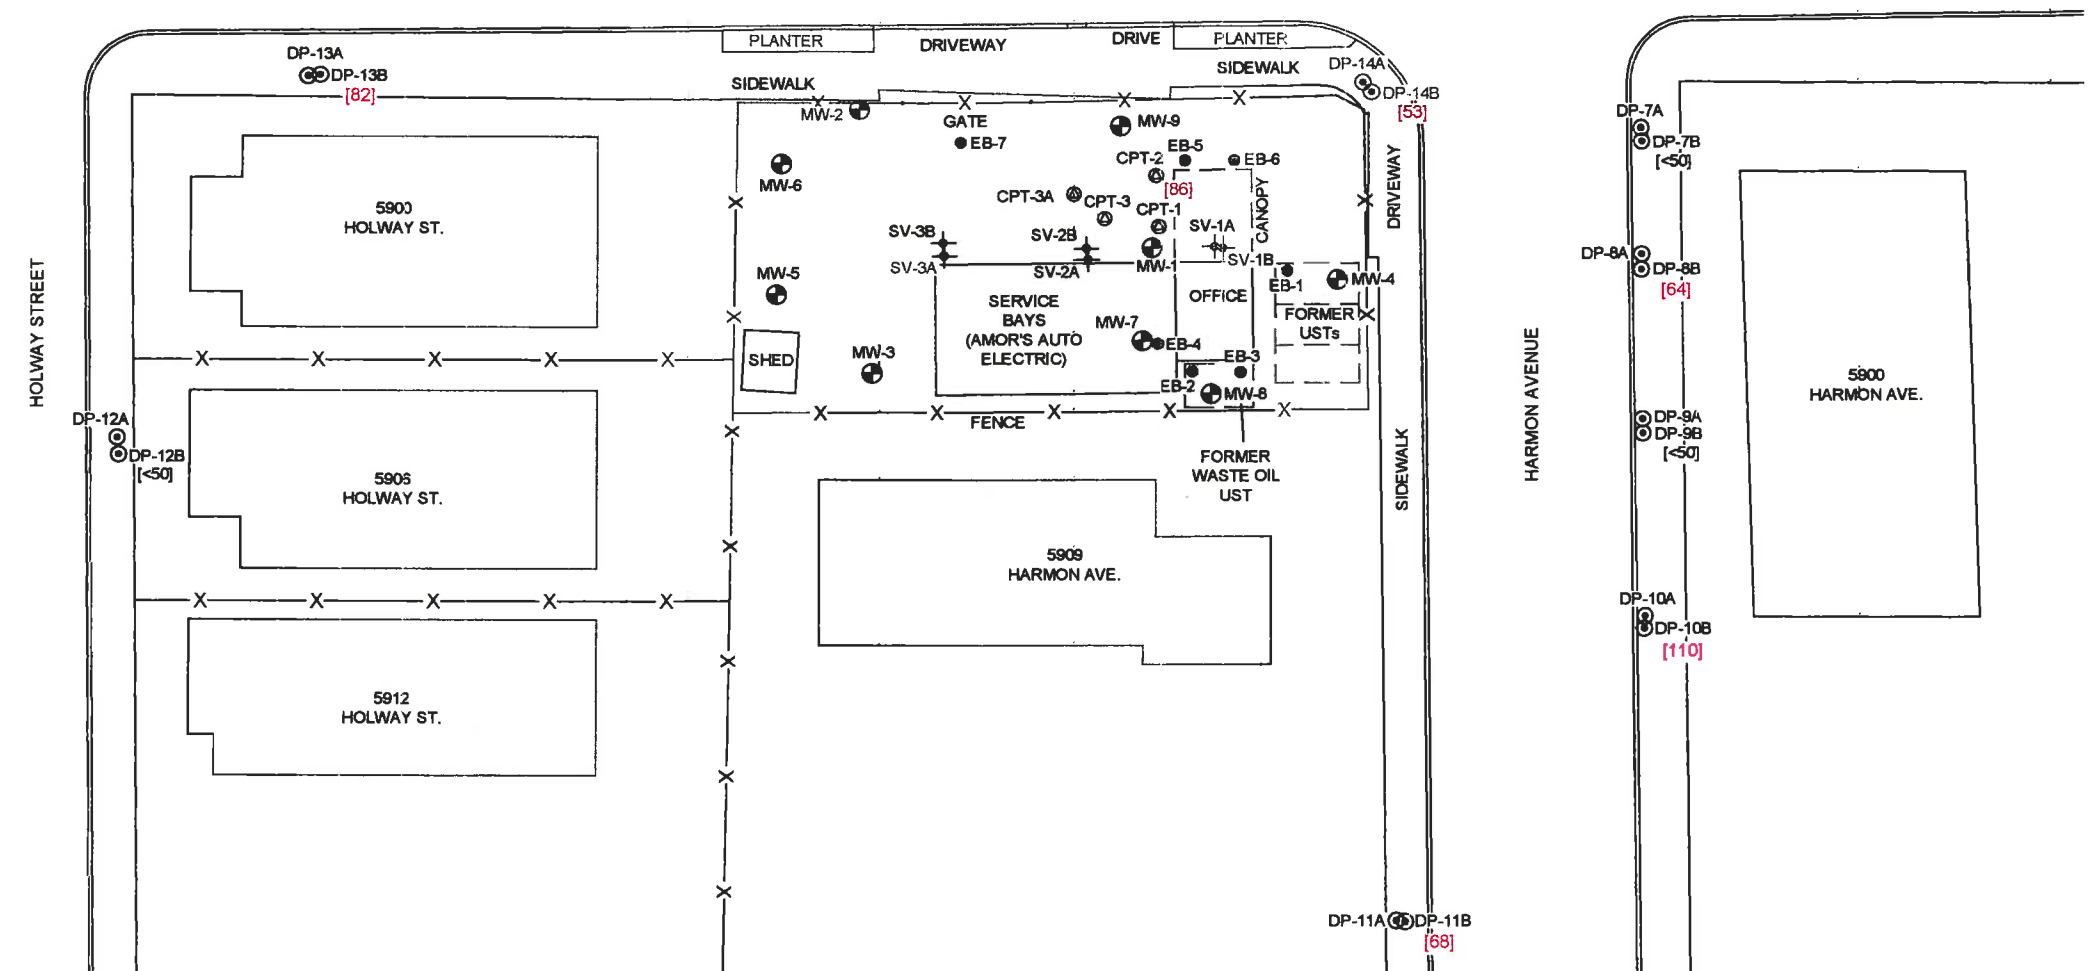 PLANTER
DRIVEWAY
DRIVE
PLANTER
DP-13A
DP-13B
[82]
SIDEWALK
SIDEWALK
DP-14A
DP-14B
[53]
MW-2
GATE
EB-7
MW-9
EB-5
EB-6
CPT-2
[86]
MW-6
CPT-3A
CPT-3
CPT-1
CANOPY
DRIVEWAY
DP-7A
DP-7B
[<50]
5900
HOLWAY ST.
SV-3B
SV-3A
SV-2B
SV-2A
MW-1
SV-1A
SV-1B
DP-8A
DP-8B
[64]
MW-5
EB-1
MW-4
OFFICE
SERVICE
BAYS
(AMOR'S AUTO
ELECTRIC)
MW-7
EB-4
FORMER
USTs
HOLWAY STREET
SHED
MW-3
EB-3
EB-2
MW-8
FENCE
HARMON AVENUE
5900
HARMON AVE.
DP-12A
DP-12B
[<50]
DP-9A
DP-9B
[<50]
FORMER
WASTE OIL
UST
SIDEWALK
5906
HOLWAY ST.
5909
HARMON AVE.
DP-10A
DP-10B
[110]
5912
HOLWAY ST.
DP-11A
DP-11B
[68]